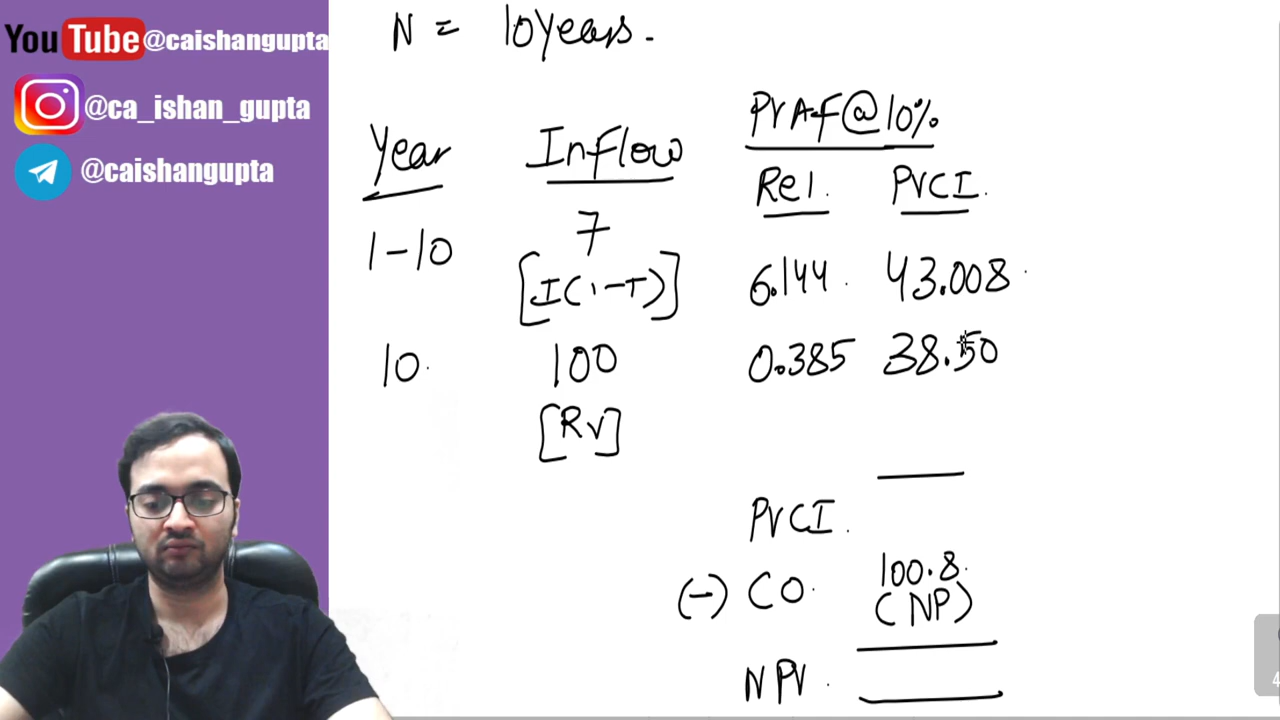 YouTube@caishangupta
@ca_ishan_gupta
@caishangupta
N = 10years.
PVAF@10%
Year Inflow Rel. PVCI.
1-10 7 6.144 43.008
[I(1-T)]
10. 100 0.385 38.50
[RV]
PVCI.
(-) CO. 100.8
(NP)
NPV.
4